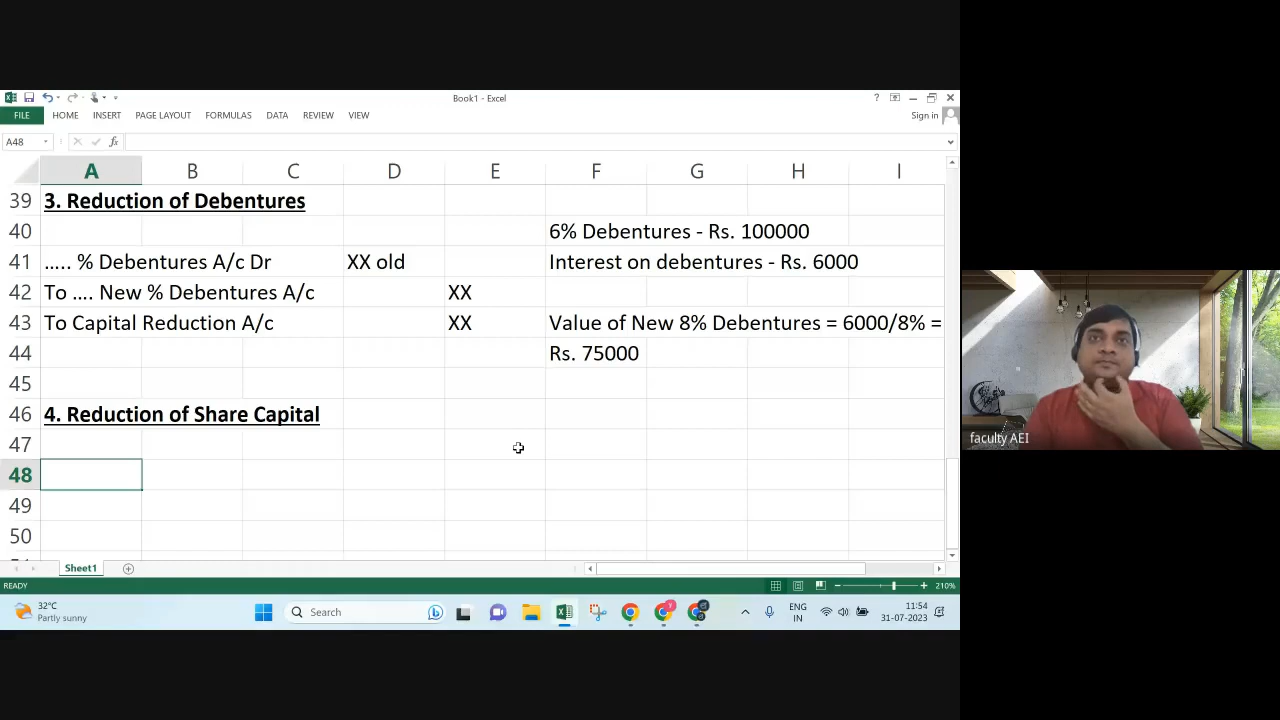 Book1 - Excel
?
FILE HOME INSERT PAGE LAYOUT FORMULAS DATA REVIEW VIEW
Sign in
A48
fx
A B C D E F G H I
39 3. Reduction of Debentures
40 6% Debentures - Rs. 100000
41 ….. % Debentures A/c Dr XX old Interest on debentures - Rs. 6000
42 To …. New % Debentures A/c XX
43 To Capital Reduction A/c XX Value of New 8% Debentures = 6000/8% =
44 Rs. 75000
45
46 4. Reduction of Share Capital
47
48
49
50
Sheet1
READY
210%
32°C
Partly sunny
Search
ENG
IN
11:54
31-07-2023
faculty AEI